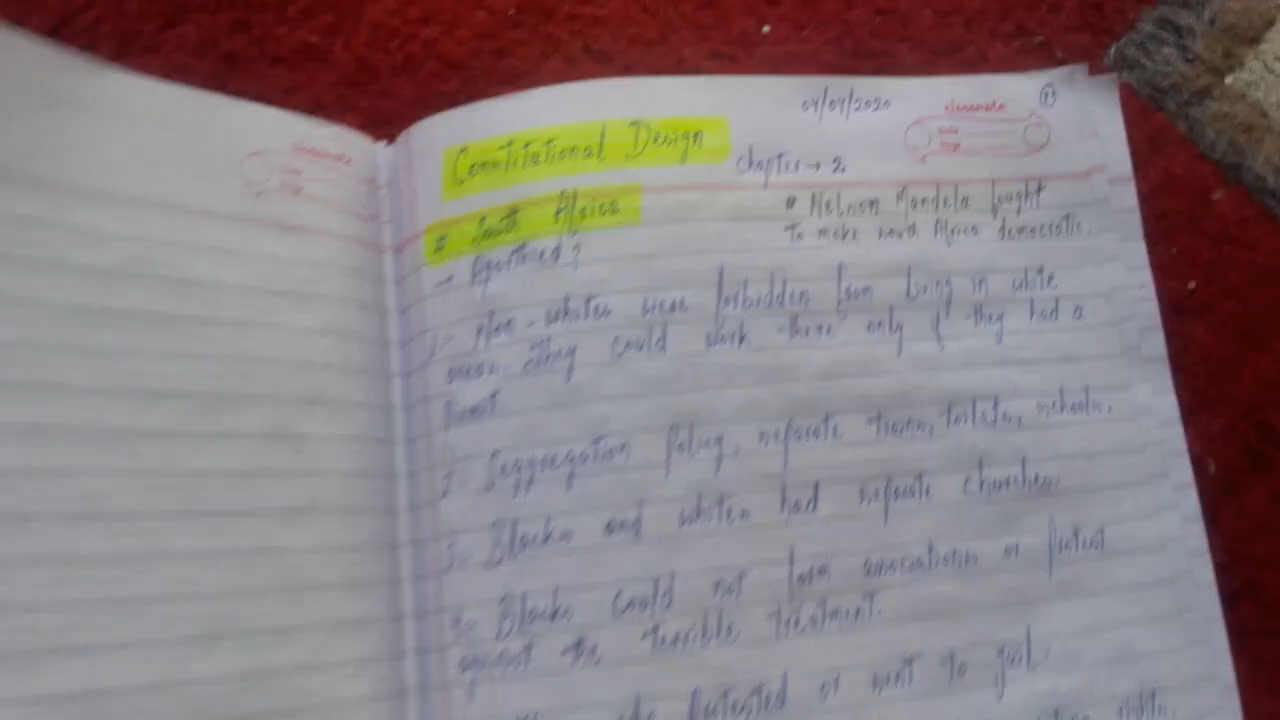 04/04/2020
classmate
Constitutional Design
Chapter → 2.
# South Africa
# Nelson Mandela fought
To make south Africa democratic.
- Apartheid?
1- Non-whites were forbidden from living in white
areas. They could work there only if they had a
Permit
2- Seggregation Policy, separate trains, toilets, schools.
3- Blacks and whites had separate churches.
4- Blacks could not form associations or Protest
against the terrible treatment.
Protested or went to jail.
rights.